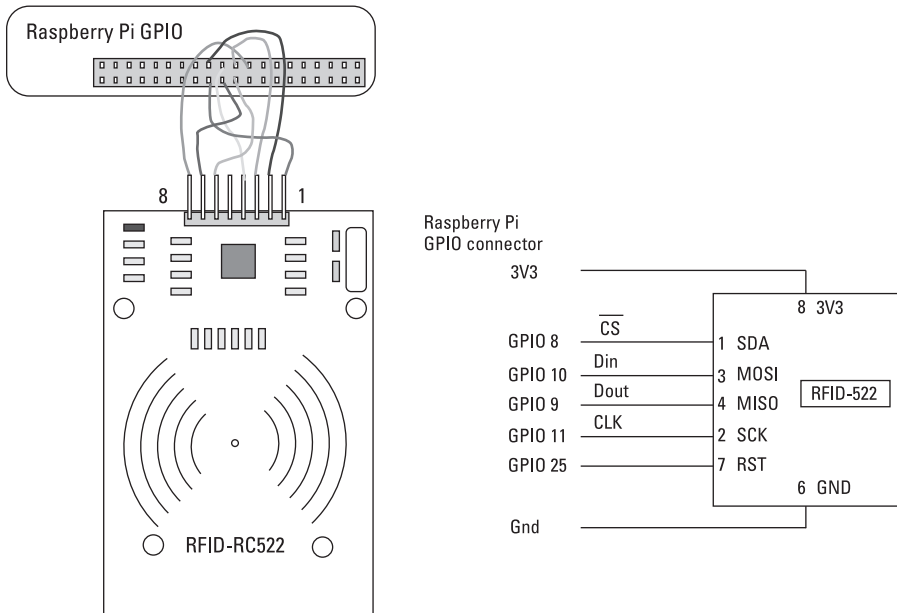 Raspberry Pi GPIO
8 1
RFID-RC522
Raspberry Pi
GPIO connector
3V3
8 3V3
GPIO 8 CS 1 SDA
GPIO 10 Din 3 MOSI
RFID-522
GPIO 9 Dout 4 MISO
GPIO 11 CLK 2 SCK
GPIO 25 7 RST
6 GND
Gnd